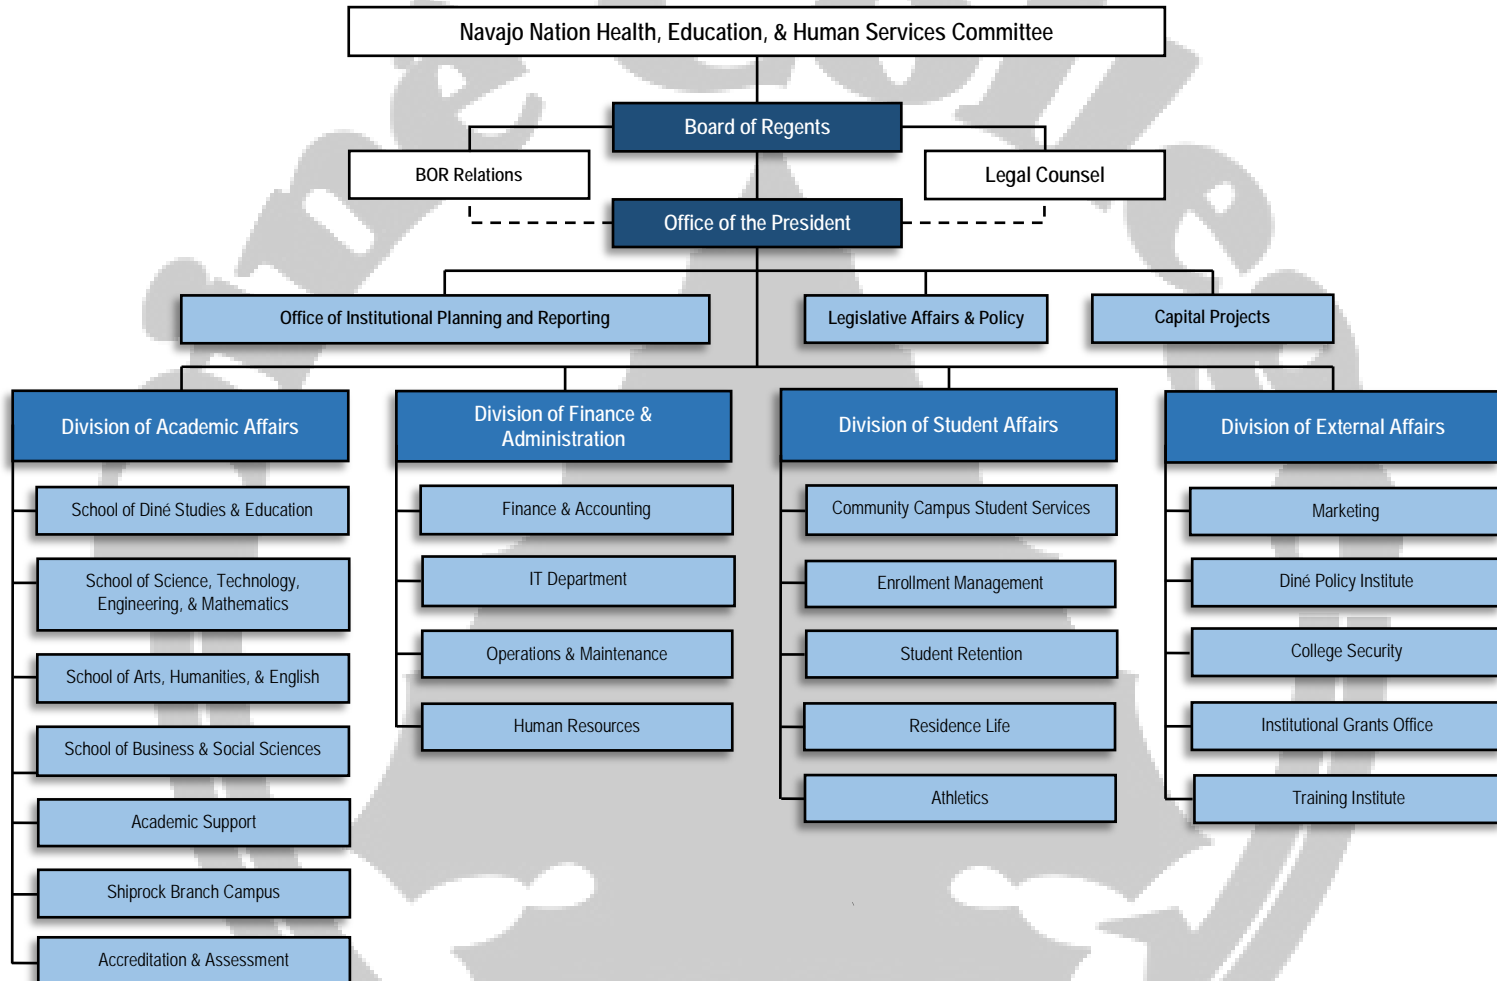 Navajo Nation Health, Education, & Human Services Committee
Board of Regents
BOR Relations
Legal Counsel
Office of the President
Office of Institutional Planning and Reporting
Legislative Affairs & Policy
Capital Projects
Division of Academic Affairs
School of Diné Studies & Education
School of Science, Technology,
Engineering, & Mathematics
School of Arts, Humanities, & English
School of Business & Social Sciences
Academic Support
Shiprock Branch Campus
Accreditation & Assessment
Division of Finance &
Administration
Finance & Accounting
IT Department
Operations & Maintenance
Human Resources
Division of Student Affairs
Community Campus Student Services
Enrollment Management
Student Retention
Residence Life
Athletics
Division of External Affairs
Marketing
Diné Policy Institute
College Security
Institutional Grants Office
Training Institute